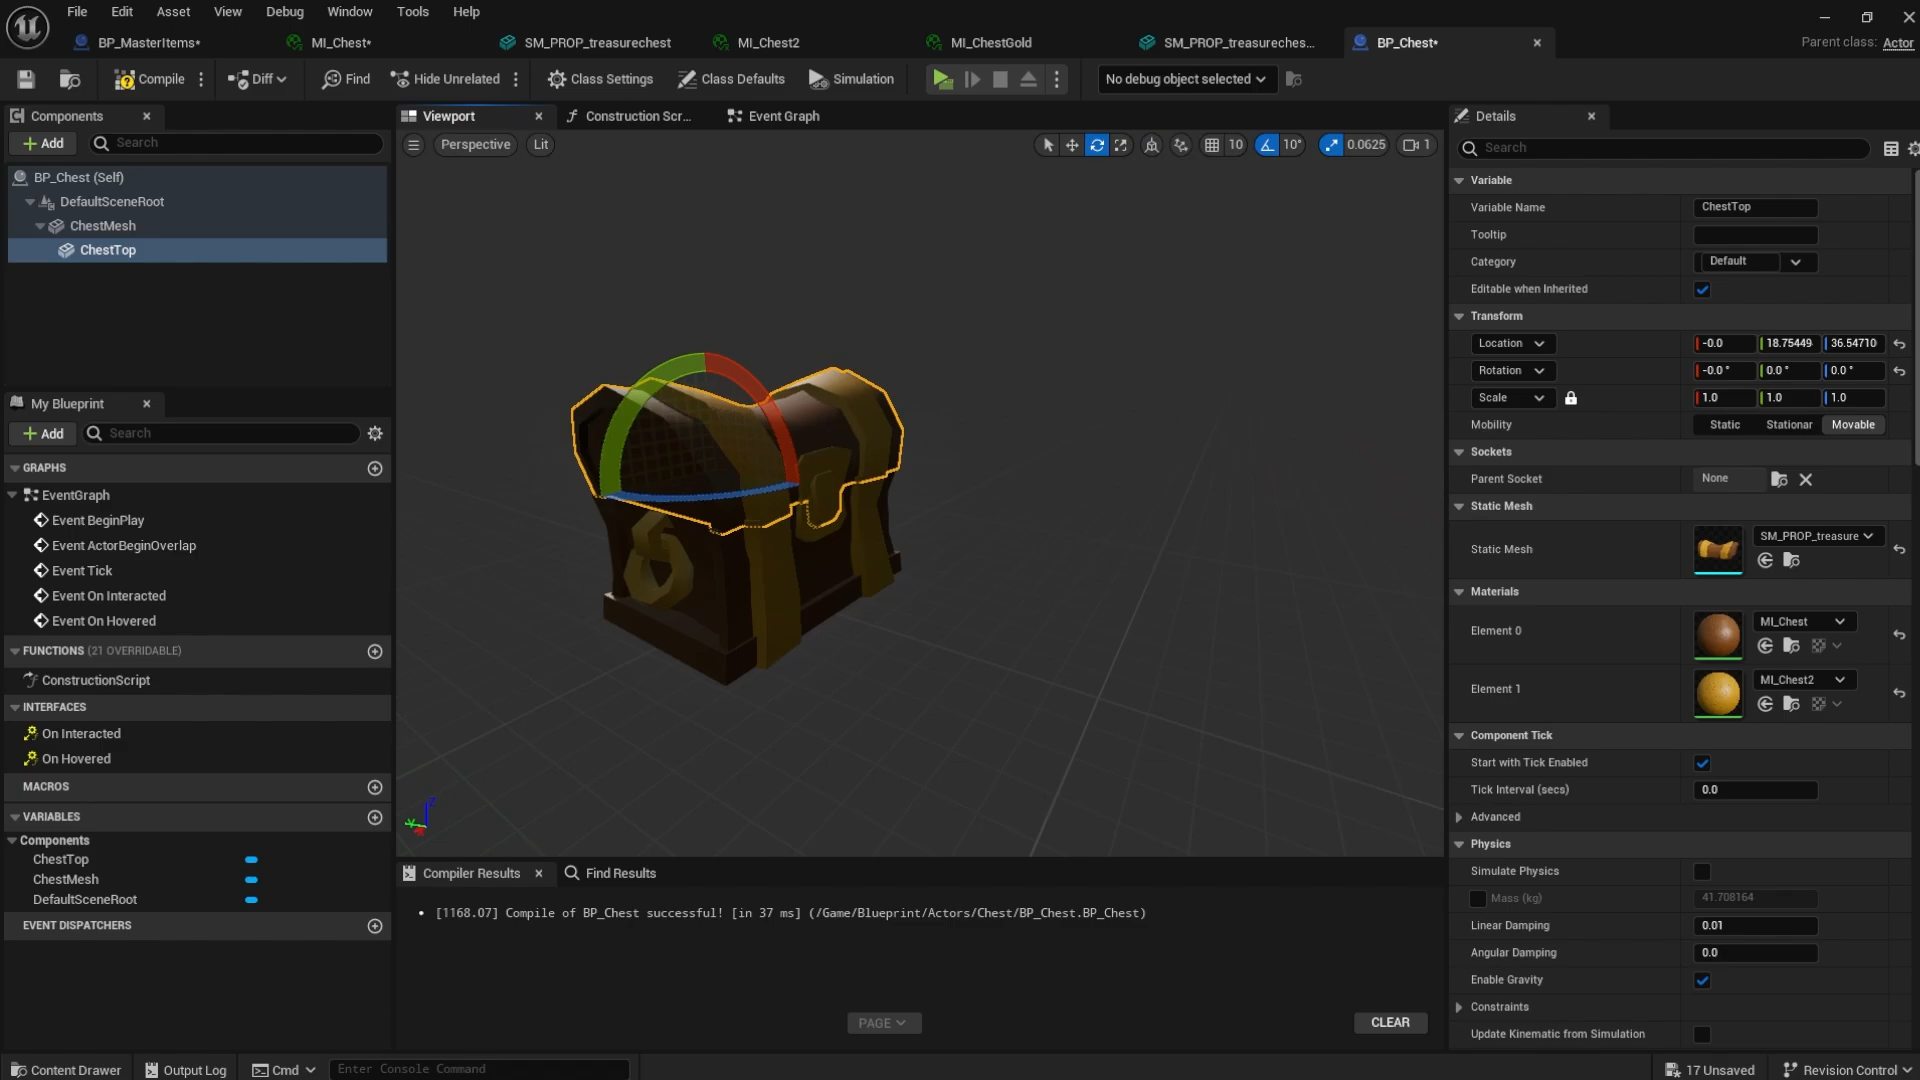 File Edit Asset View Debug Window Tools Help
BP_MasterItems* MI_Chest* SM_PROP_treasurechest MI_Chest2 MI_ChestGold SM_PROP_treasureches... BP_Chest* Parent class: Actor
Compile Diff Find Hide Unrelated Class Settings Class Defaults Simulation No debug object selected
Components
Add Search
BP_Chest (Self)
DefaultSceneRoot
ChestMesh
ChestTop
My Blueprint
Add Search
GRAPHS
EventGraph
Event BeginPlay
Event ActorBeginOverlap
Event Tick
Event On Interacted
Event On Hovered
FUNCTIONS (21 OVERRIDABLE)
ConstructionScript
INTERFACES
On Interacted
On Hovered
MACROS
VARIABLES
Components
ChestTop
ChestMesh
DefaultSceneRoot
EVENT DISPATCHERS
Viewport Construction Scr... Event Graph
Perspective Lit 10 10° 0.0625 1
Compiler Results Find Results
[1168.07] Compile of BP_Chest successful! [in 37 ms] (/Game/Blueprint/Actors/Chest/BP_Chest.BP_Chest)
PAGE CLEAR
Details
Search
Variable
Variable Name ChestTop
Tooltip
Category Default
Editable when Inherited
Transform
Location -0.0 18.75449 36.54710
Rotation -0.0 ° 0.0 ° 0.0 °
Scale 1.0 1.0 1.0
Mobility Static Stationar Movable
Sockets
Parent Socket None
Static Mesh
Static Mesh SM_PROP_treasure
Materials
Element 0 MI_Chest
Element 1 MI_Chest2
Component Tick
Start with Tick Enabled
Tick Interval (secs) 0.0
Advanced
Physics
Simulate Physics
Mass (kg) 41.708164
Linear Damping 0.01
Angular Damping 0.0
Enable Gravity
Constraints
Update Kinematic from Simulation
Content Drawer Output Log Cmd Enter Console Command 17 Unsaved Revision Control